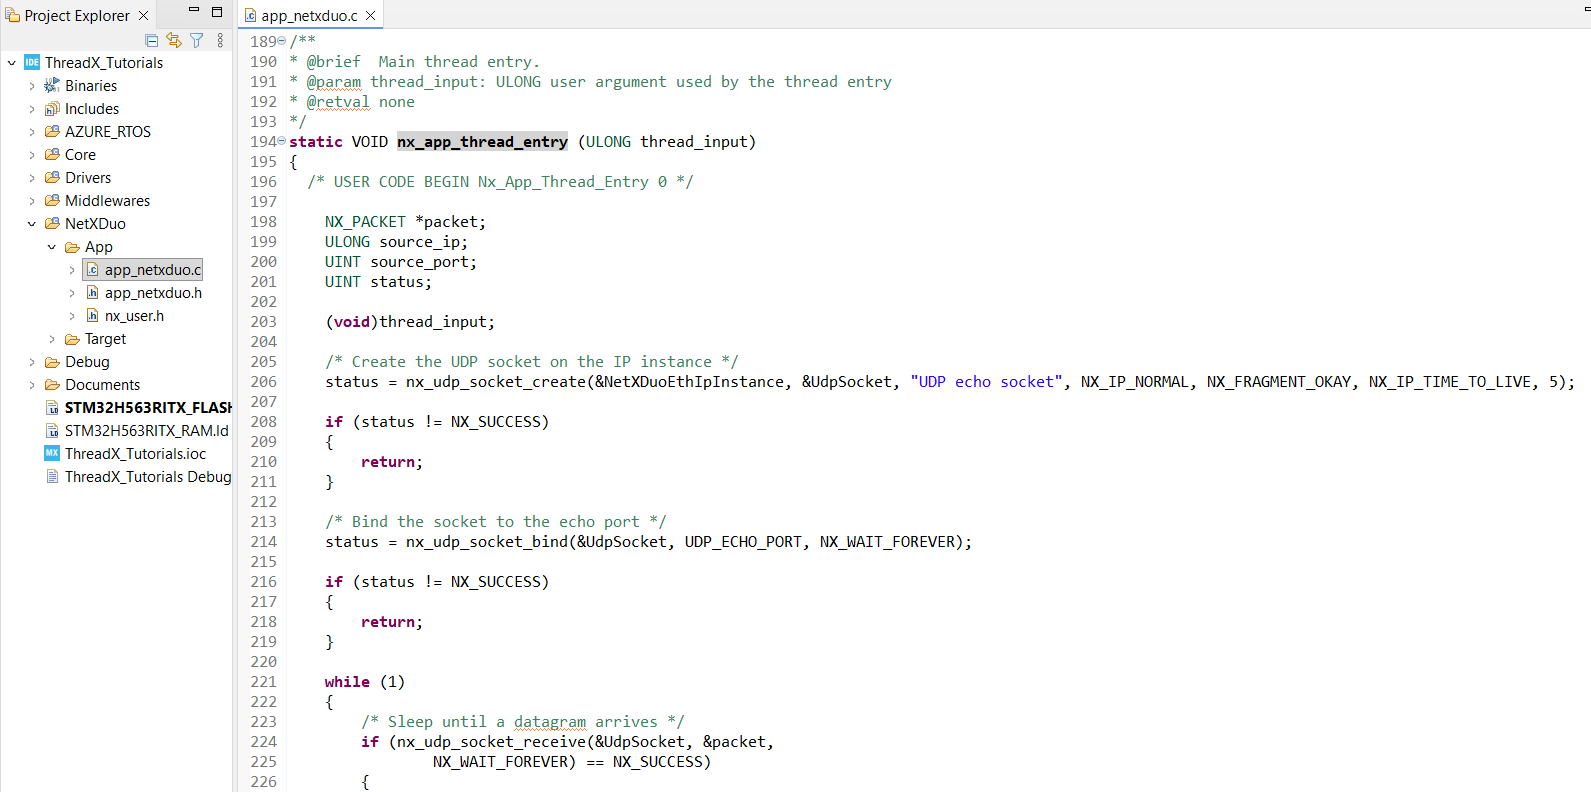 Project Explorer
ThreadX_Tutorials
Binaries
Includes
AZURE_RTOS
Core
Drivers
Middlewares
NetXDuo
App
app_netxduo.c
app_netxduo.h
nx_user.h
Target
Debug
Documents
STM32H563RITX_FLASH
STM32H563RITX_RAM.ld
ThreadX_Tutorials.ioc
ThreadX_Tutorials Debug
app_netxduo.c
189 /**
190 * @brief  Main thread entry.
191 * @param thread_input: ULONG user argument used by the thread entry
192 * @retval none
193 */
194 static VOID nx_app_thread_entry (ULONG thread_input)
195 {
196   /* USER CODE BEGIN Nx_App_Thread_Entry 0 */
197
198     NX_PACKET *packet;
199     ULONG source_ip;
200     UINT source_port;
201     UINT status;
202
203     (void)thread_input;
204
205     /* Create the UDP socket on the IP instance */
206     status = nx_udp_socket_create(&NetXDuoEthIpInstance, &UdpSocket, "UDP echo socket", NX_IP_NORMAL, NX_FRAGMENT_OKAY, NX_IP_TIME_TO_LIVE, 5);
207
208     if (status != NX_SUCCESS)
209     {
210         return;
211     }
212
213     /* Bind the socket to the echo port */
214     status = nx_udp_socket_bind(&UdpSocket, UDP_ECHO_PORT, NX_WAIT_FOREVER);
215
216     if (status != NX_SUCCESS)
217     {
218         return;
219     }
220
221     while (1)
222     {
223         /* Sleep until a datagram arrives */
224         if (nx_udp_socket_receive(&UdpSocket, &packet,
225                 NX_WAIT_FOREVER) == NX_SUCCESS)
226         {